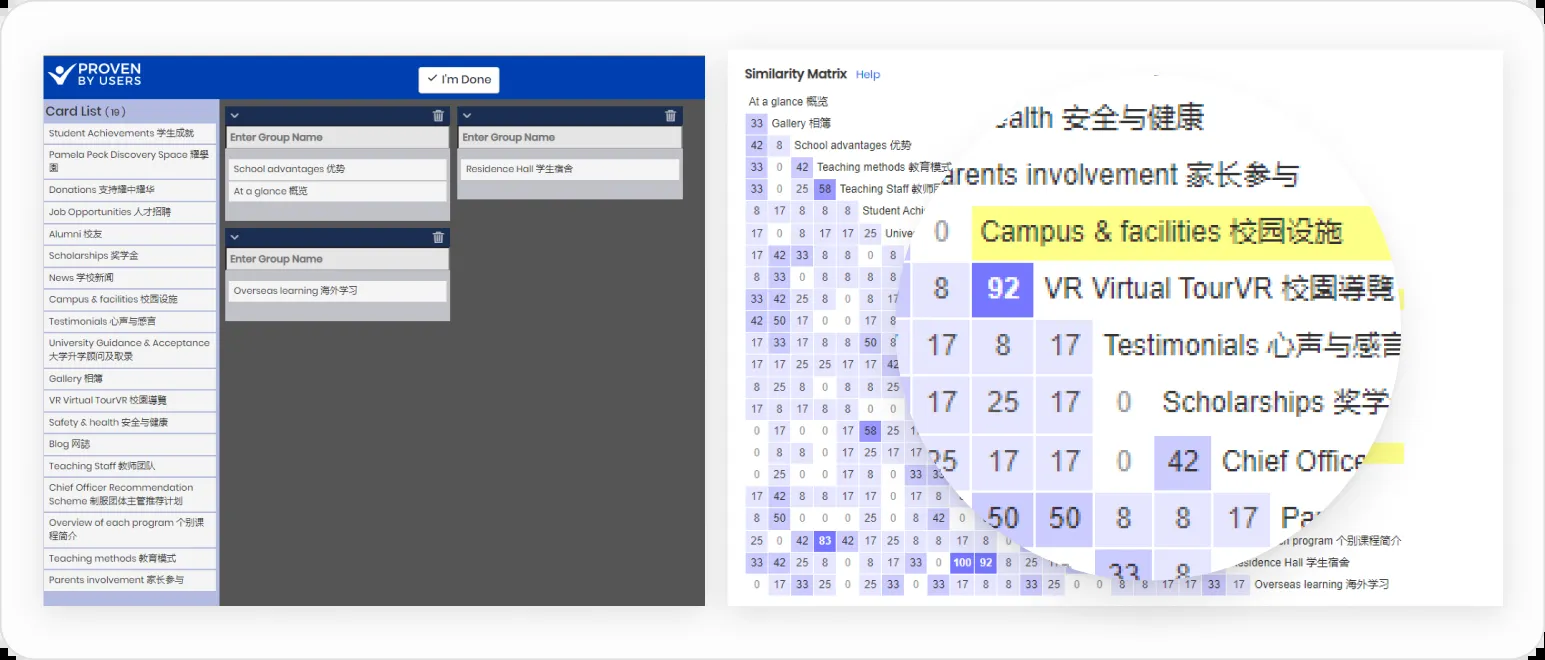 PROVEN
BY USERS
I'm Done
Card List (19)
Student Achievements 学生成就
Pamela Peck Discovery Space 耀學
園
Donations 支持耀中耀华
Job Opportunities 人才招聘
Alumni 校友
Scholarships 奖学金
News 学校新闻
Campus & facilities 校园设施
Testimonials 心声与感言
University Guidance & Acceptance
大学升学顾问及取录
Gallery 相簿
VR Virtual TourVR 校園導覽
Safety & health 安全与健康
Blog 网誌
Teaching Staff 教师团队
Chief Officer Recommendation
Scheme 制服团体主管推荐计划
Overview of each program 个别课
程简介
Teaching methods 教育模式
Parents involvement 家长参与
Enter Group Name
School advantages 优势
At a glance 概览
Enter Group Name
Residence Hall 学生宿舍
Enter Group Name
Overseas learning 海外学习
Similarity Matrix Help
At a glance 概览
33 Gallery 相簿
42 8 School advantages 优势
33 0 42 Teaching methods 教育模式
33 0 25 58 Teaching Staff 教师
8 17 8 8 8 Student Achi
17 0 8 17 17 25 Unive
17 42 33 8 8 0 8
8 33 0 8 8 8 8
33 42 25 8 0 8 17
42 50 17 0 0 17 8
17 33 17 8 8 50 8
17 17 25 25 17 17 42
8 25 8 0 8 8 25
17 8 17 8 8 0 0
0 17 0 0 17 58 25
0 8 8 0 17 25 17 17
0 25 0 0 17 8 0 33
17 42 8 8 17 17 0 17 8
8 50 0 0 0 25 0 8 42 0
25 0 42 83 42 17 25 8 8 17 8 0 program 个别课程简介
33 42 25 8 0 8 17 33 0 100 92 8 25 sidence Hall 学生宿舍
0 17 33 25 0 25 33 0 33 17 8 8 33 25 0 0 8 8 17 17 33 17 Overseas learning 海外学习
ealth 安全与健康
arents involvement 家长参与
0 Campus & facilities 校园设施
8 92 VR Virtual TourVR 校園導覽
17 8 17 Testimonials 心声与感言
17 25 17 0 Scholarships 奖学
25 17 17 0 42 Chief Office
50 50 8 8 17 Pa
33 8